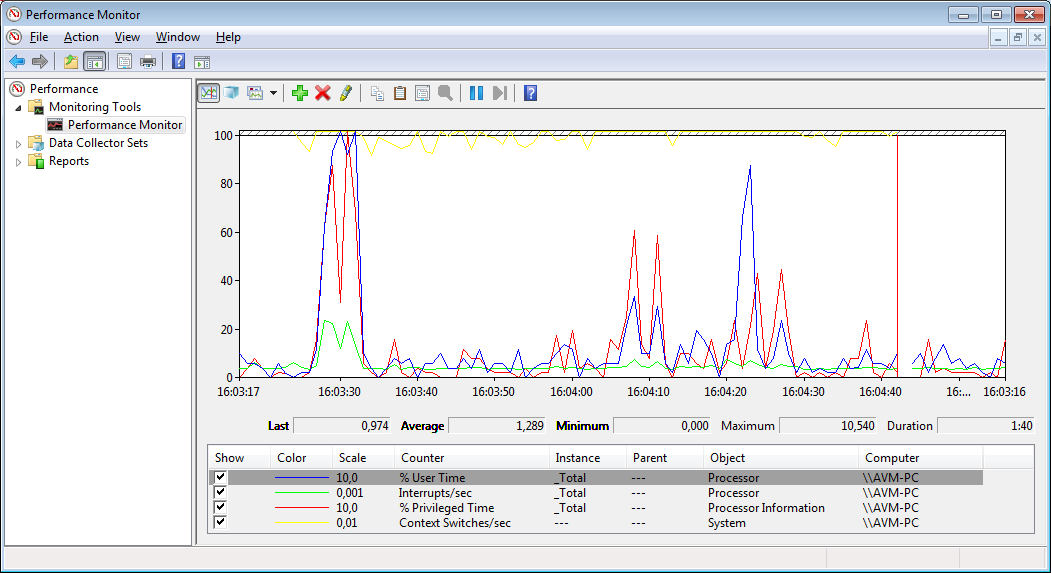 Performance Monitor
File Action View Window Help
Performance
Monitoring Tools
Performance Monitor
Data Collector Sets
Reports
100
80
60
40
20
0
16:03:17 16:03:30 16:03:40 16:03:50 16:04:00 16:04:10 16:04:20 16:04:30 16:04:40 16:... 16:03:16
Last 0,974 Average 1,289 Minimum 0,000 Maximum 10,540 Duration 1:40
Show Color Scale Counter Instance Parent Object Computer
10,0 % User Time _Total --- Processor \\AVM-PC
0,001 Interrupts/sec _Total --- Processor \\AVM-PC
10,0 % Privileged Time _Total --- Processor Information \\AVM-PC
0,01 Context Switches/sec --- --- System \\AVM-PC